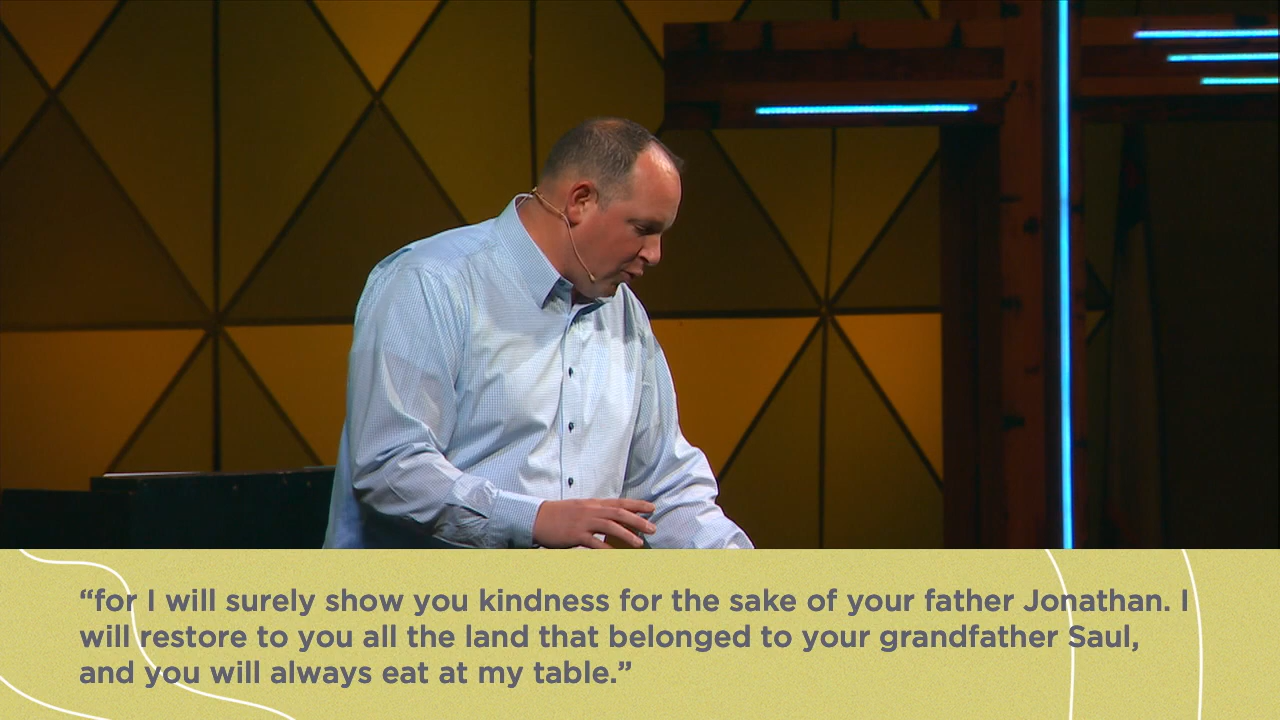 “for I will surely show you kindness for the sake of your father Jonathan. I
will restore to you all the land that belonged to your grandfather Saul,
and you will always eat at my table.”